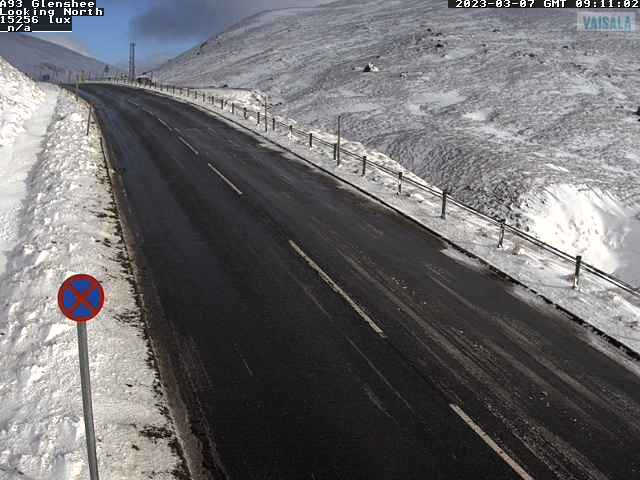 A93 Glenshee
Looking North
15256 lux
n/a
2023-03-07 GMT 09:11:02
VAISALA